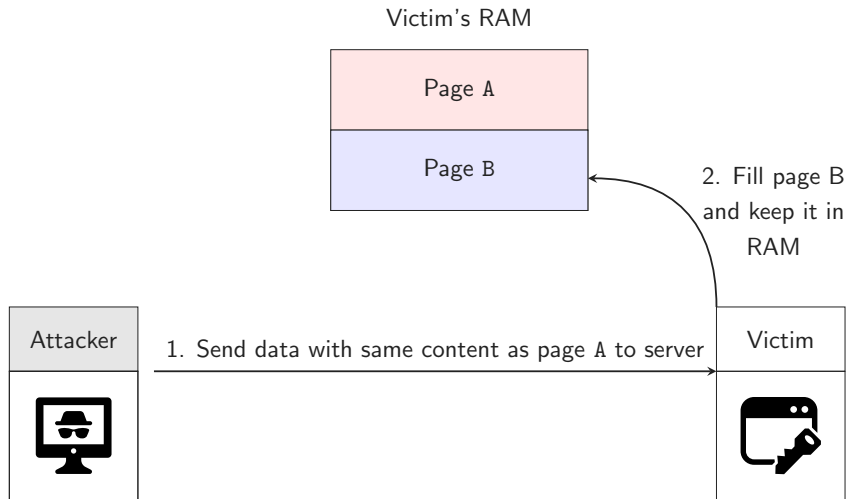 Victim's RAM
Page A
Page B
2. Fill page B
and keep it in
RAM
Attacker
1. Send data with same content as page A to server
Victim